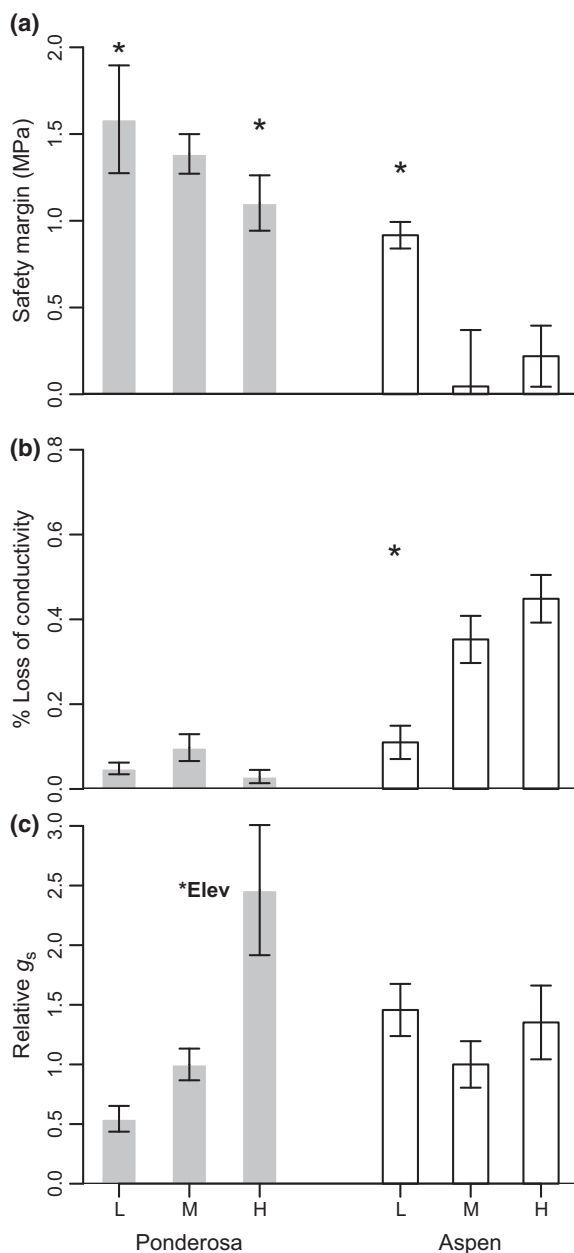 (a)
Safety margin (MPa)
2.0
1.5
1.0
0.5
0.0
*
*
*
(b)
% Loss of conductivity
0.8
0.6
0.4
0.2
0.0
*
(c)
Relative gs
3.0
2.5
2.0
1.5
1.0
0.5
0.0
*Elev
L M H L M H
Ponderosa Aspen